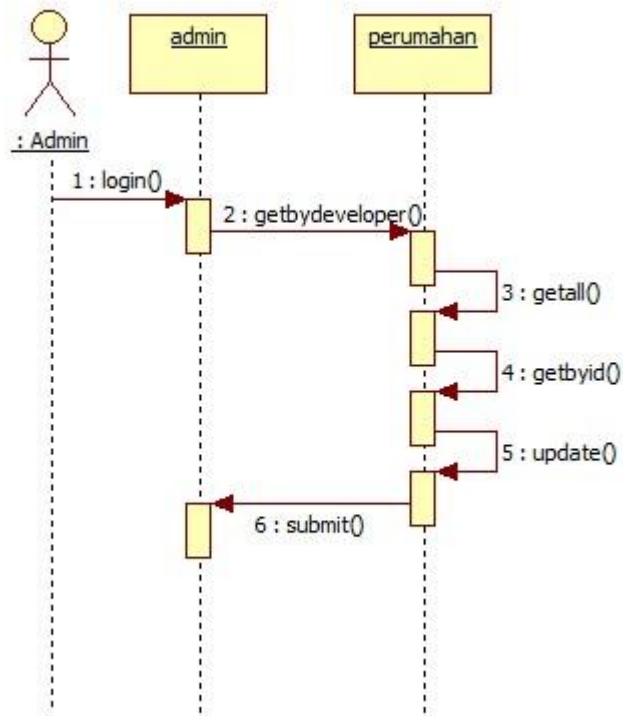 admin
perumahan
: Admin
1 : login()
2 : getbydeveloper()
3 : getall()
4 : getbyid()
5 : update()
6 : submit()